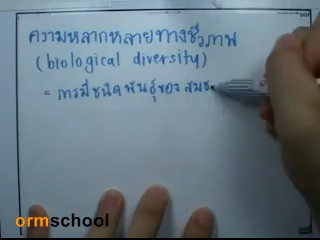 ความหลากหลายทางชีวภาพ
(biological diversity)
= การมีชนิดพันธุ์ของ สมช
ormschool